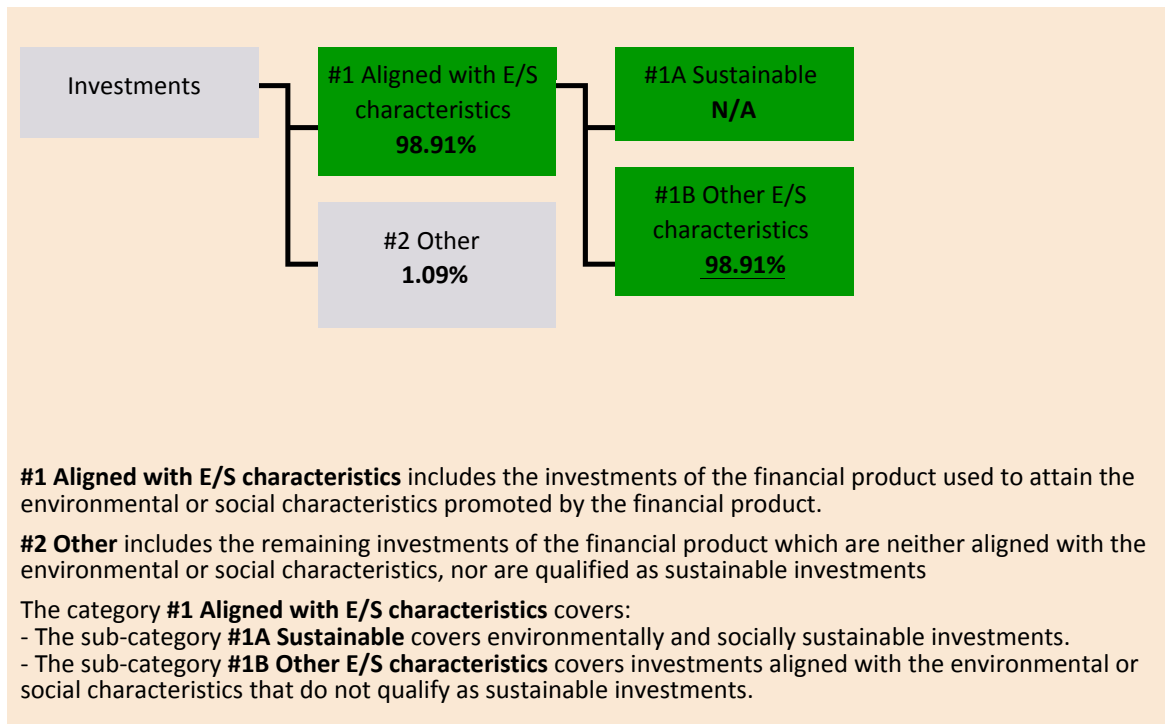 Investments
#1 Aligned with E/S
characteristics
98.91%
#2 Other
1.09%
#1A Sustainable
N/A
#1B Other E/S
characteristics
98.91%
#1 Aligned with E/S characteristics includes the investments of the financial product used to attain the
environmental or social characteristics promoted by the financial product.
#2 Other includes the remaining investments of the financial product which are neither aligned with the
environmental or social characteristics, nor are qualified as sustainable investments
The category #1 Aligned with E/S characteristics covers:
- The sub-category #1A Sustainable covers environmentally and socially sustainable investments.
- The sub-category #1B Other E/S characteristics covers investments aligned with the environmental or
social characteristics that do not qualify as sustainable investments.